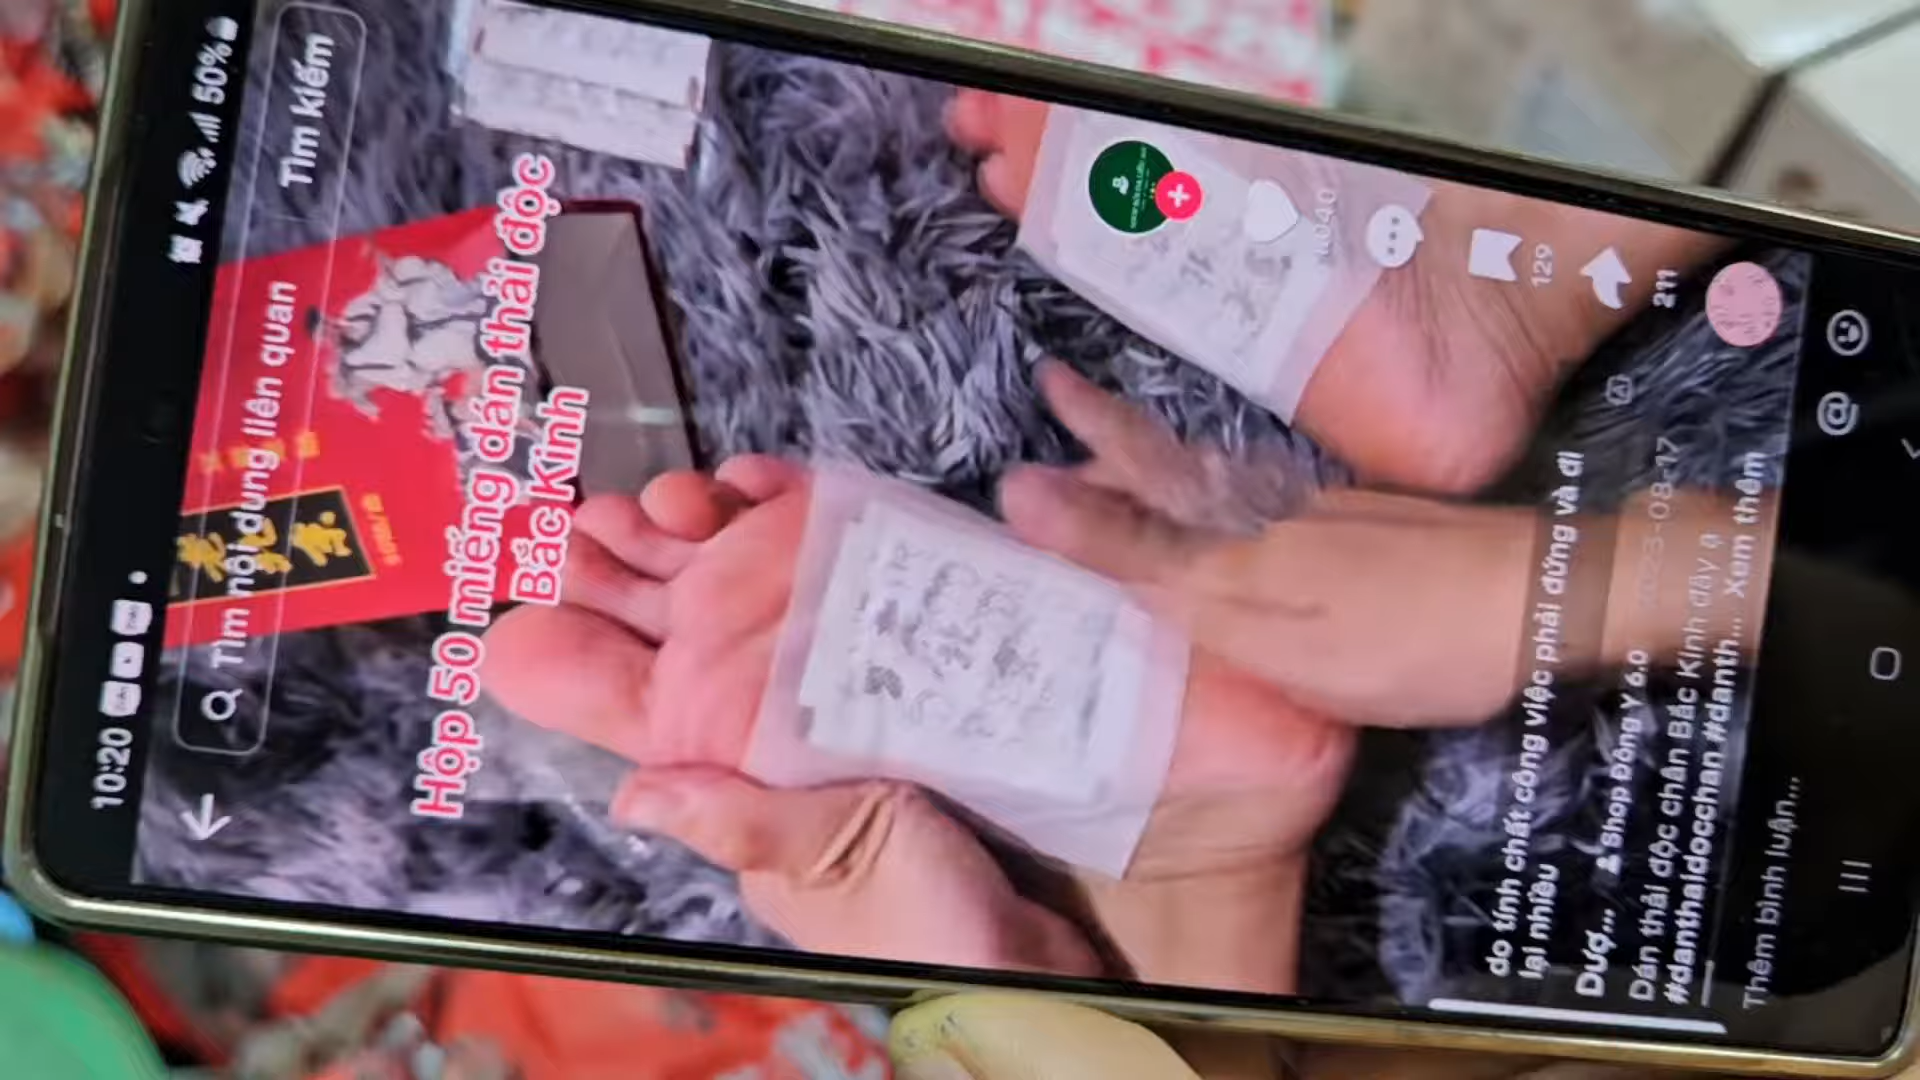 10:20
50%
Tìm nội dung liên quan
Tìm kiếm
Hộp 50 miếng dán thải độc
Bắc Kinh
129
211
do tính chất công việc phải đứng và đi
lại nhiều
Dượ... Shop Đông Y 6.0 2023-08-17
Dán thải độc chân Bắc Kinh đây ạ
#danthaidocchan #danth... Xem thêm
Thêm bình luận...